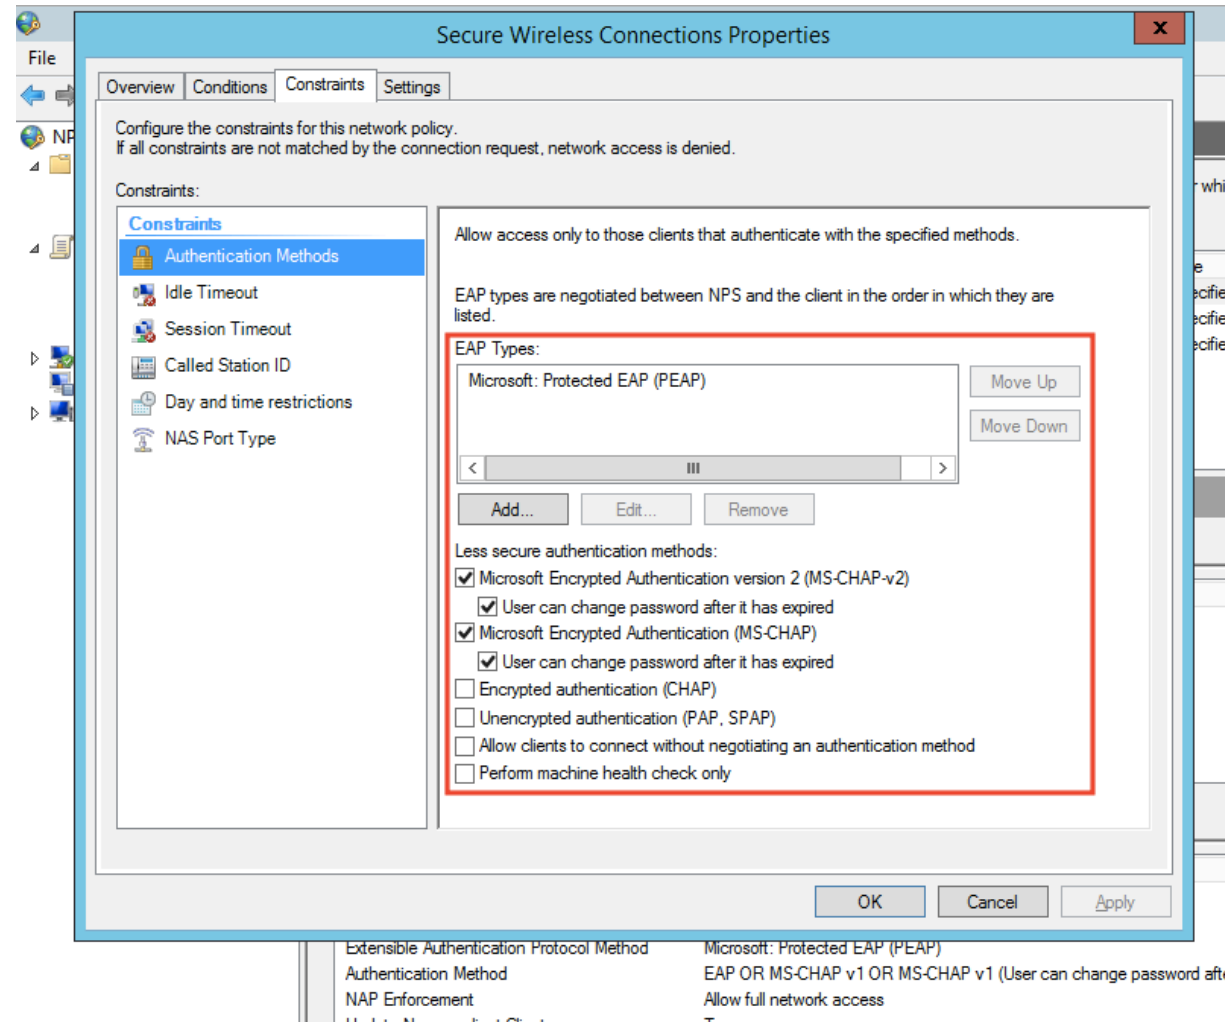 Secure Wireless Connections Properties
x
File
Overview
Conditions
Constraints
Settings
Configure the constraints for this network policy.
If all constraints are not matched by the connection request, network access is denied.
Constraints:
Constraints
Authentication Methods
Idle Timeout
Session Timeout
Called Station ID
Day and time restrictions
NAS Port Type
Allow access only to those clients that authenticate with the specified methods.
EAP types are negotiated between NPS and the client in the order in which they are
listed.
EAP Types:
Microsoft: Protected EAP (PEAP)
Move Up
Move Down
Add...
Edit...
Remove
Less secure authentication methods:
Microsoft Encrypted Authentication version 2 (MS-CHAP-v2)
User can change password after it has expired
Microsoft Encrypted Authentication (MS-CHAP)
User can change password after it has expired
Encrypted authentication (CHAP)
Unencrypted authentication (PAP, SPAP)
Allow clients to connect without negotiating an authentication method
Perform machine health check only
OK
Cancel
Apply
Extensible Authentication Protocol Method Microsoft: Protected EAP (PEAP)
Authentication Method EAP OR MS-CHAP v1 OR MS-CHAP v1 (User can change password
NAP Enforcement Allow full network access